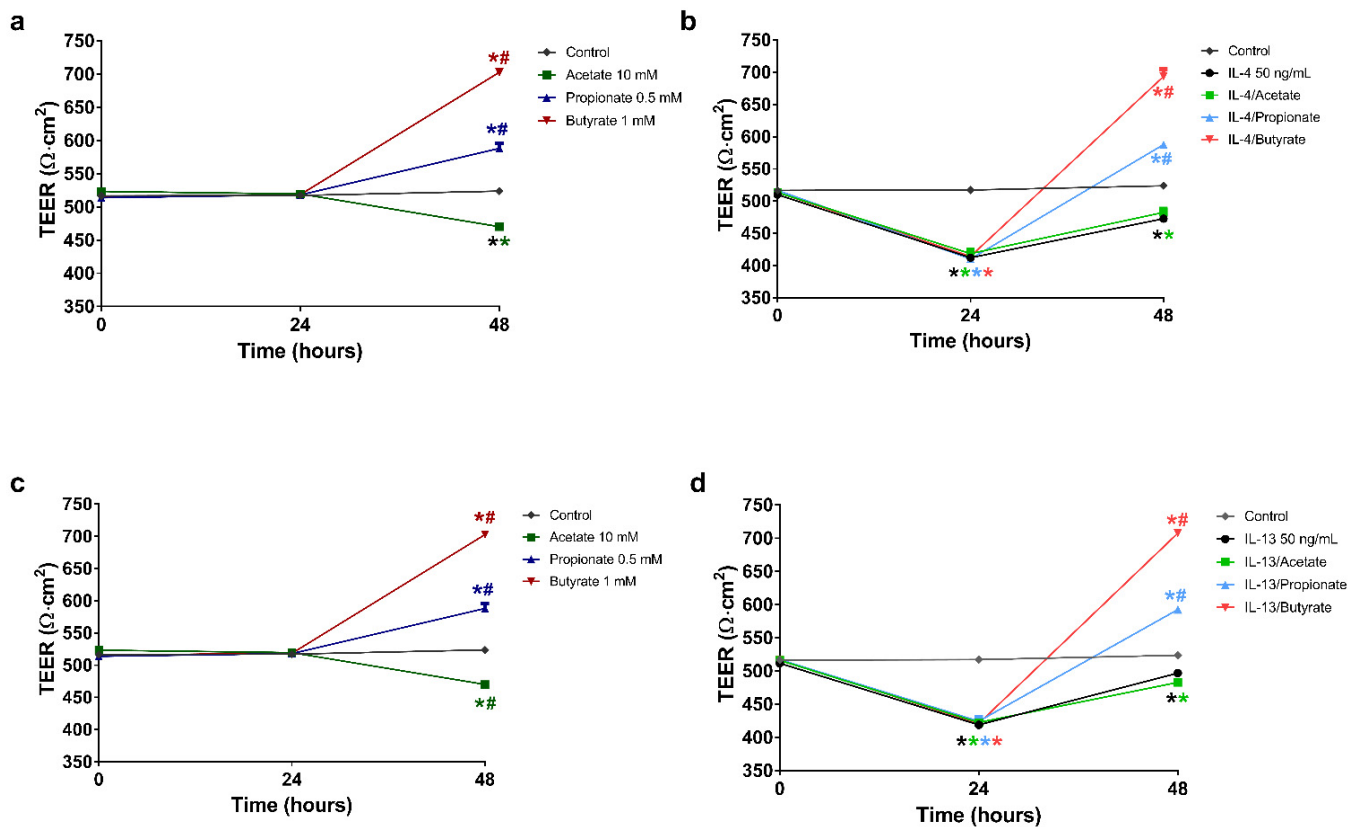 a
TEER (Ω·cm²)
750
700
650
600
550
500
450
400
350
0
24
48
Time (hours)
*#
*#
**
Control
Acetate 10 mM
Propionate 0.5 mM
Butyrate 1 mM
b
TEER (Ω·cm²)
750
700
650
600
550
500
450
400
350
0
24
48
Time (hours)
*#
*#
**
****
Control
IL-4 50 ng/mL
IL-4/Acetate
IL-4/Propionate
IL-4/Butyrate
c
TEER (Ω·cm²)
750
700
650
600
550
500
450
400
350
0
24
48
Time (hours)
*#
*#
*#
Control
Acetate 10 mM
Propionate 0.5 mM
Butyrate 1 mM
d
TEER (Ω·cm²)
750
700
650
600
550
500
450
400
350
0
24
48
Time (hours)
*#
*#
**
****
Control
IL-13 50 ng/mL
IL-13/Acetate
IL-13/Propionate
IL-13/Butyrate